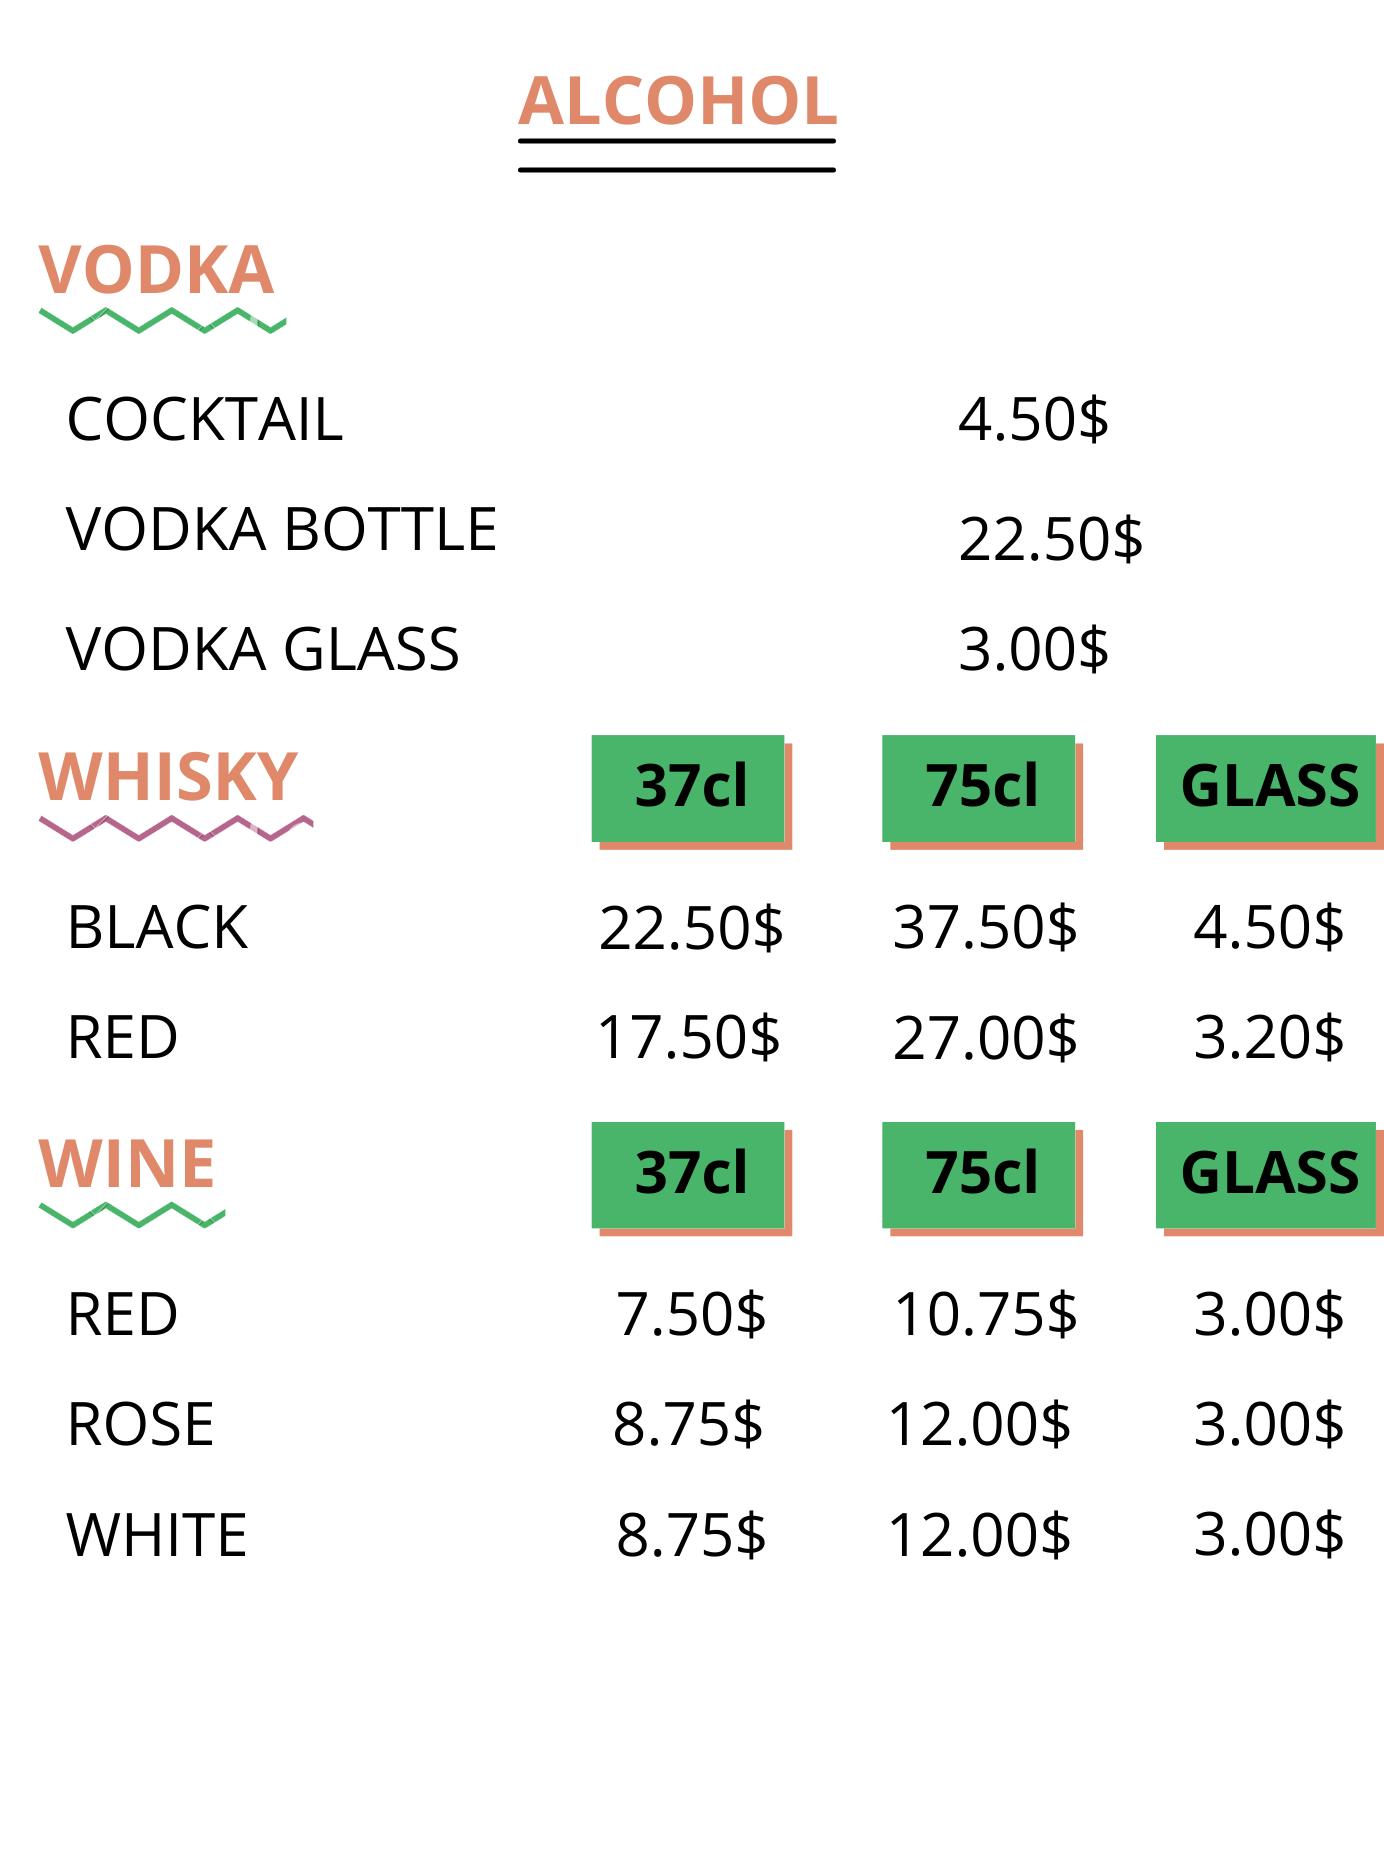 ALCOHOL
VODKA
COCKTAIL 4.50$
VODKA BOTTLE 22.50$
VODKA GLASS 3.00$
WHISKY 37cl 75cl GLASS
BLACK 22.50$ 37.50$ 4.50$
RED 17.50$ 27.00$ 3.20$
WINE 37cl 75cl GLASS
RED 7.50$ 10.75$ 3.00$
ROSE 8.75$ 12.00$ 3.00$
WHITE 8.75$ 12.00$ 3.00$